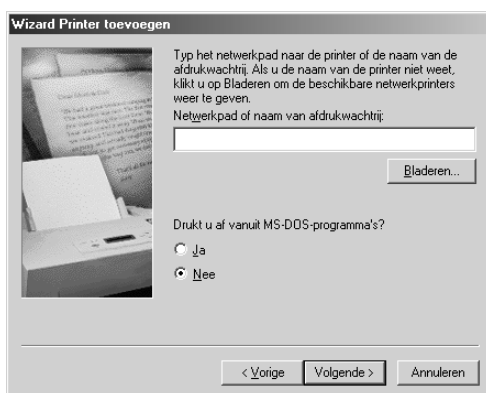 Wizard Printer toevoegen
Typ het netwerkpad naar de printer of de naam van de
afdrukwachtrij. Als u de naam van de printer niet weet,
klikt u op Bladeren om de beschikbare netwerkprinters
weer te geven.
Netwerkpad of naam van afdrukwachtrij:
Bladeren...
Drukt u af vanuit MS-DOS-programma's?
Ja
Nee
< Vorige
Volgende >
Annuleren